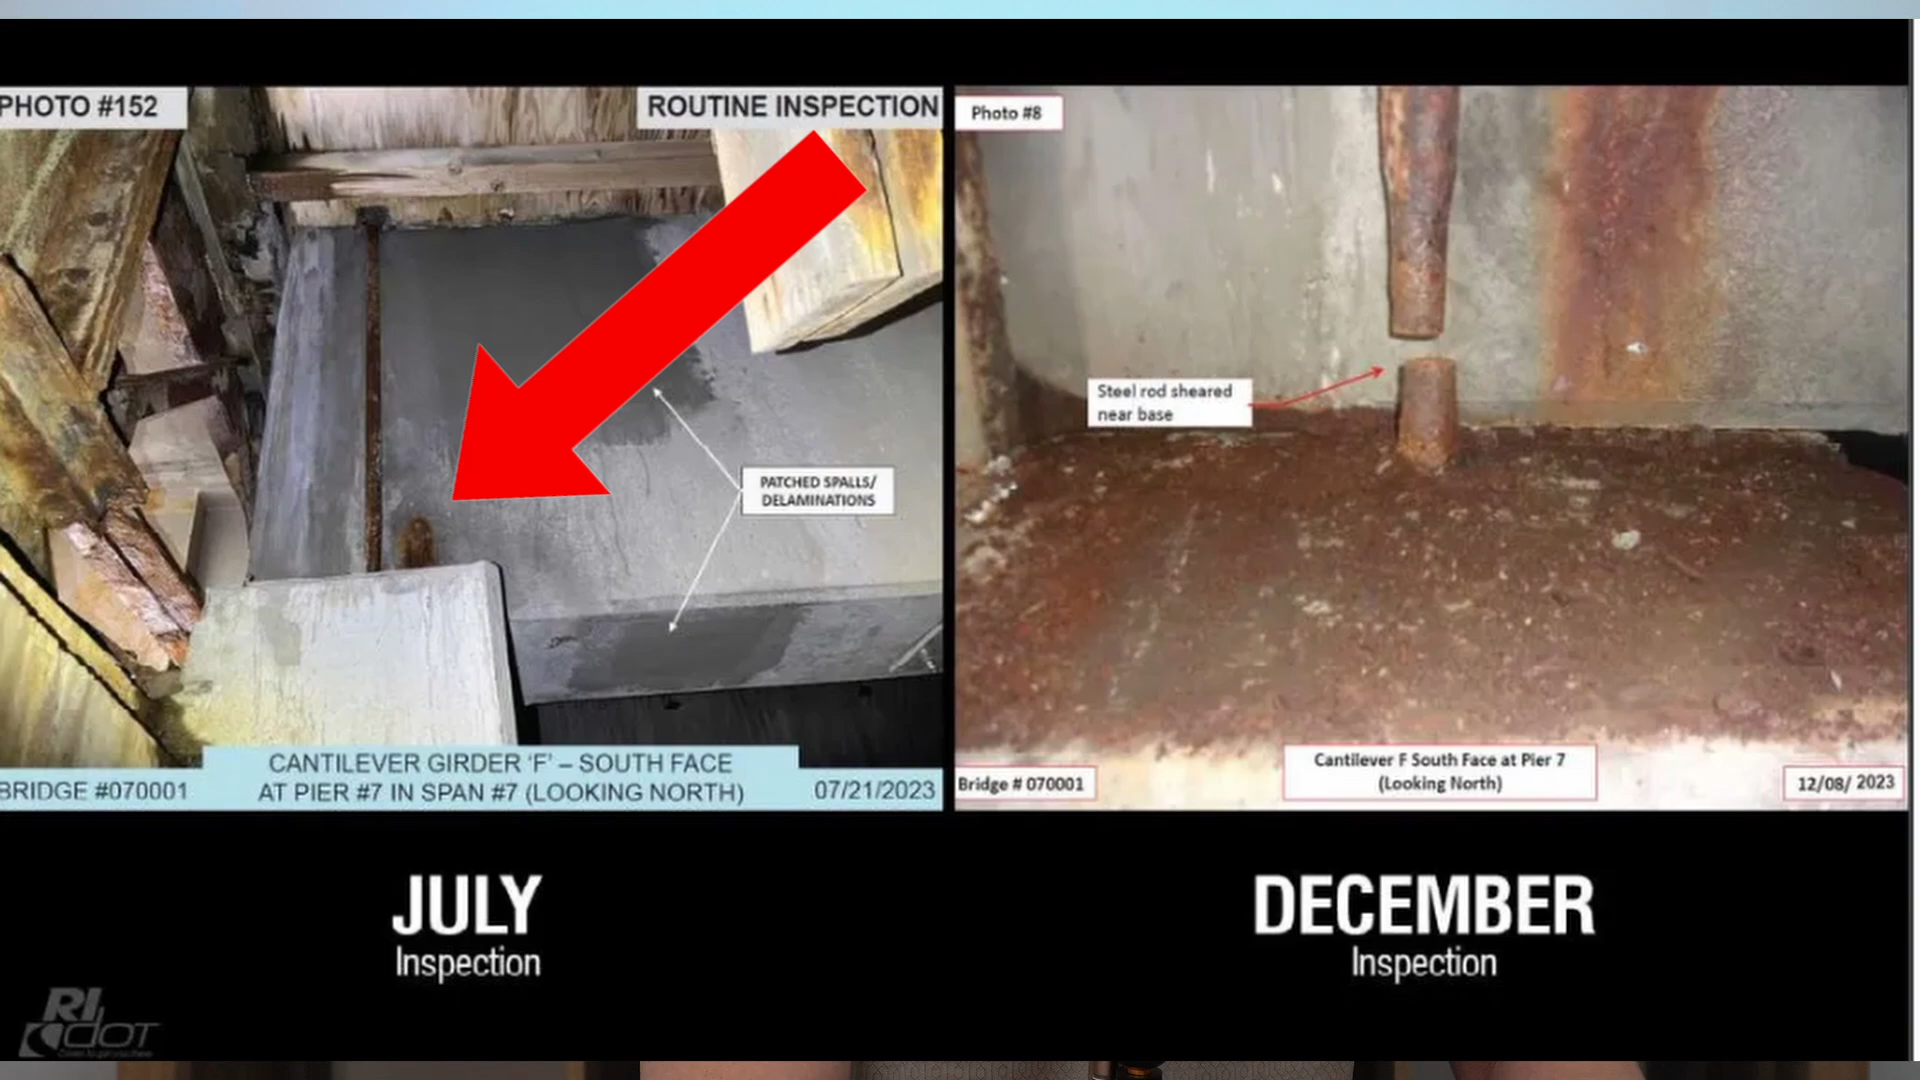 PHOTO #152
ROUTINE INSPECTION
PATCHED SPALLS/
DELAMINATIONS
CANTILEVER GIRDER ‘F’ – SOUTH FACE
AT PIER #7 IN SPAN #7 (LOOKING NORTH)
BRIDGE #070001
07/21/2023
Photo #8
Steel rod sheared
near base
Bridge # 070001
Cantilever F South Face at Pier 7
(Looking North)
12/08/ 2023
JULY
Inspection
DECEMBER
Inspection
RI
DOT